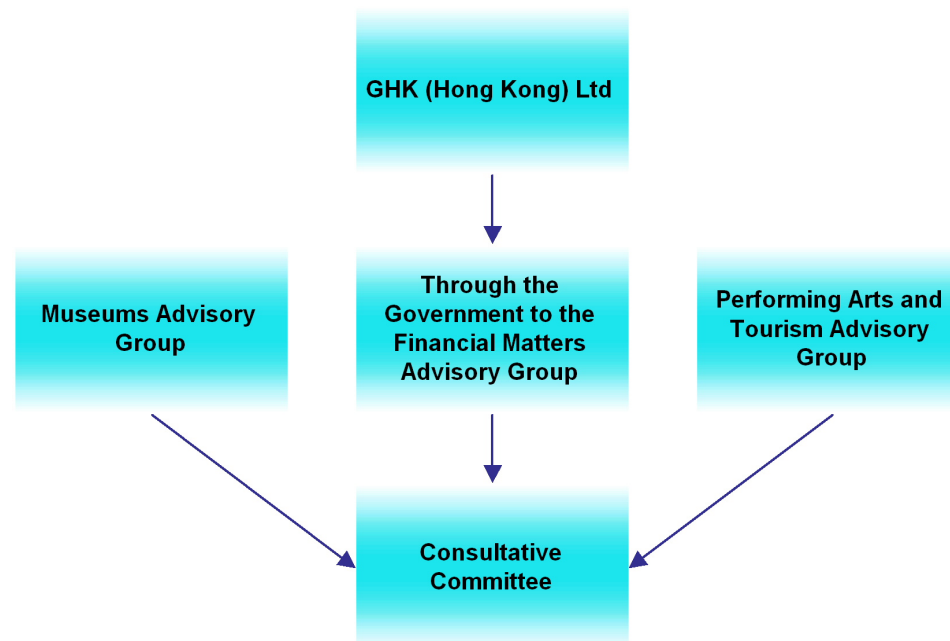 GHK (Hong Kong) Ltd
Museums Advisory
Group
Through the
Government to the
Financial Matters
Advisory Group
Performing Arts and
Tourism Advisory
Group
Consultative
Committee